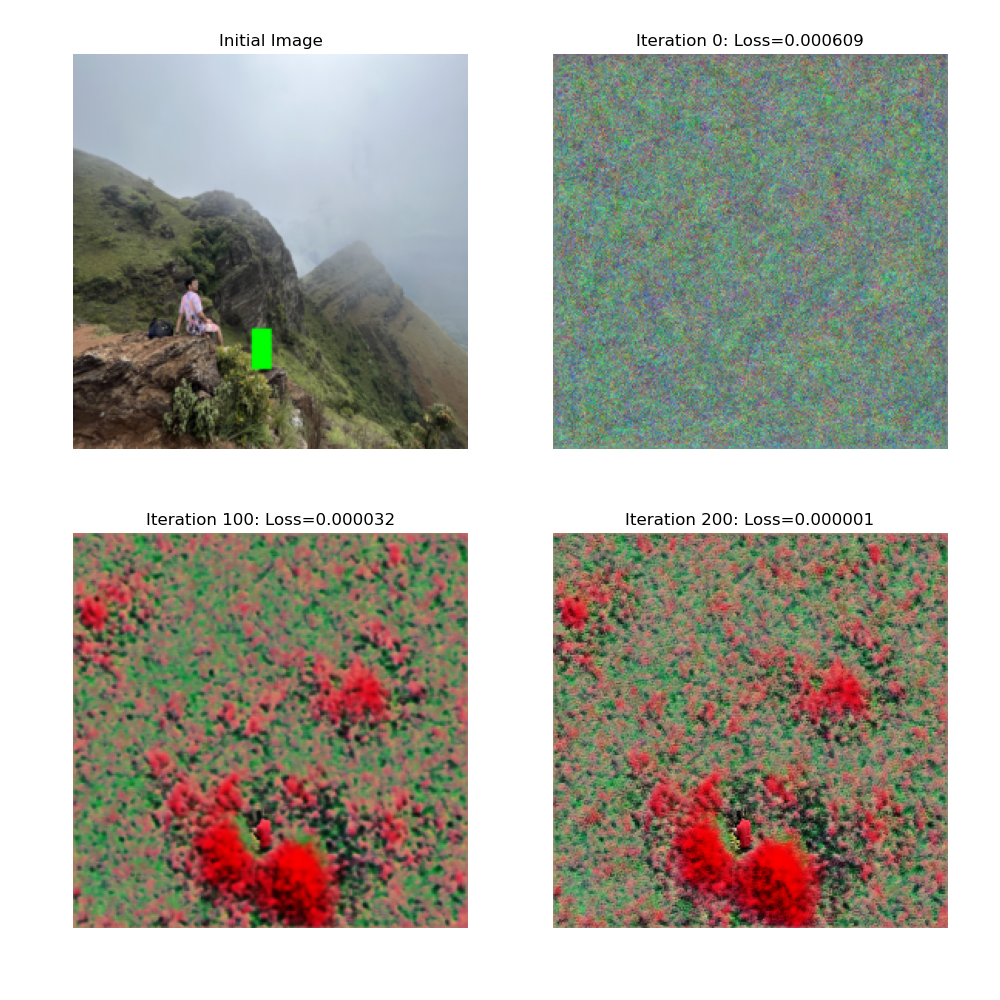 Initial Image
Iteration 0: Loss=0.000609
Iteration 100: Loss=0.000032
Iteration 200: Loss=0.000001